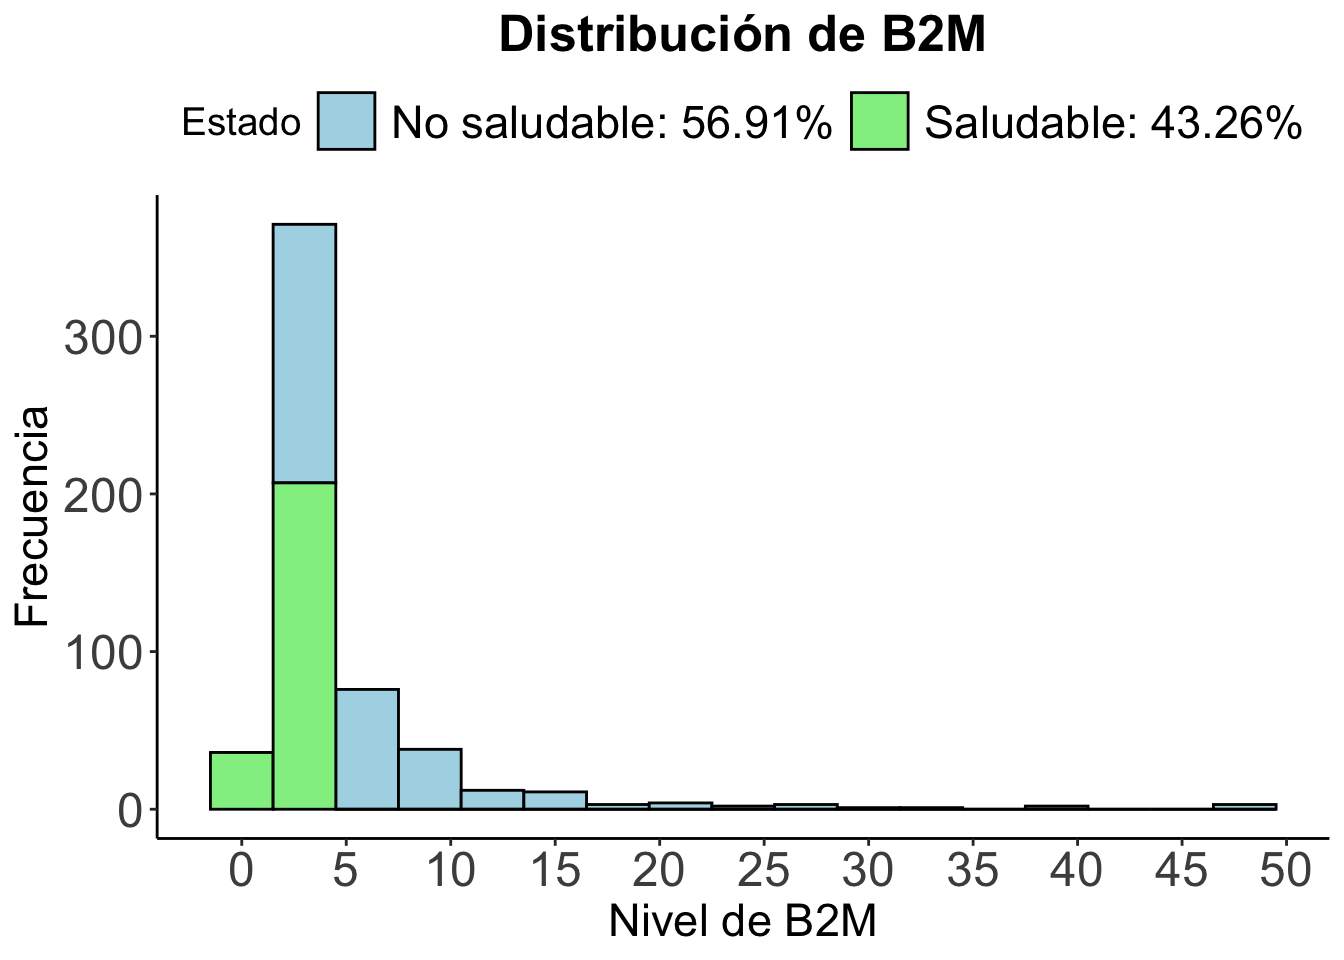 Distribución de B2M
Estado No saludable: 56.91% Saludable: 43.26%
Frecuencia
300
200
100
0
0 5 10 15 20 25 30 35 40 45 50
Nivel de B2M